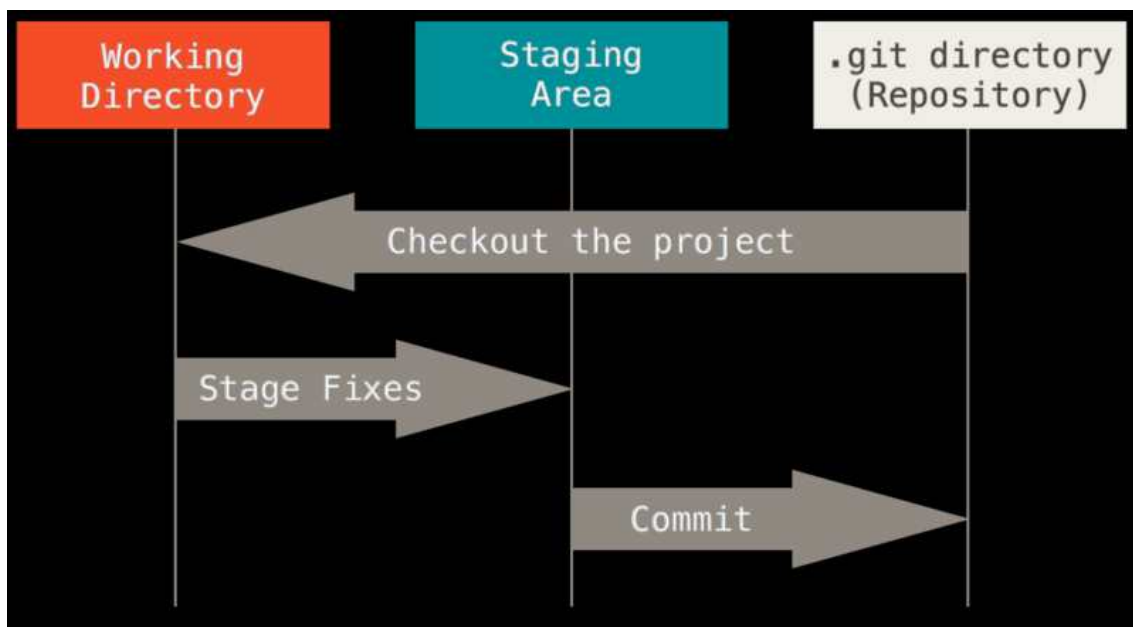 Working
Directory
Staging
Area
.git directory
(Repository)
Checkout the project
Stage Fixes
Commit